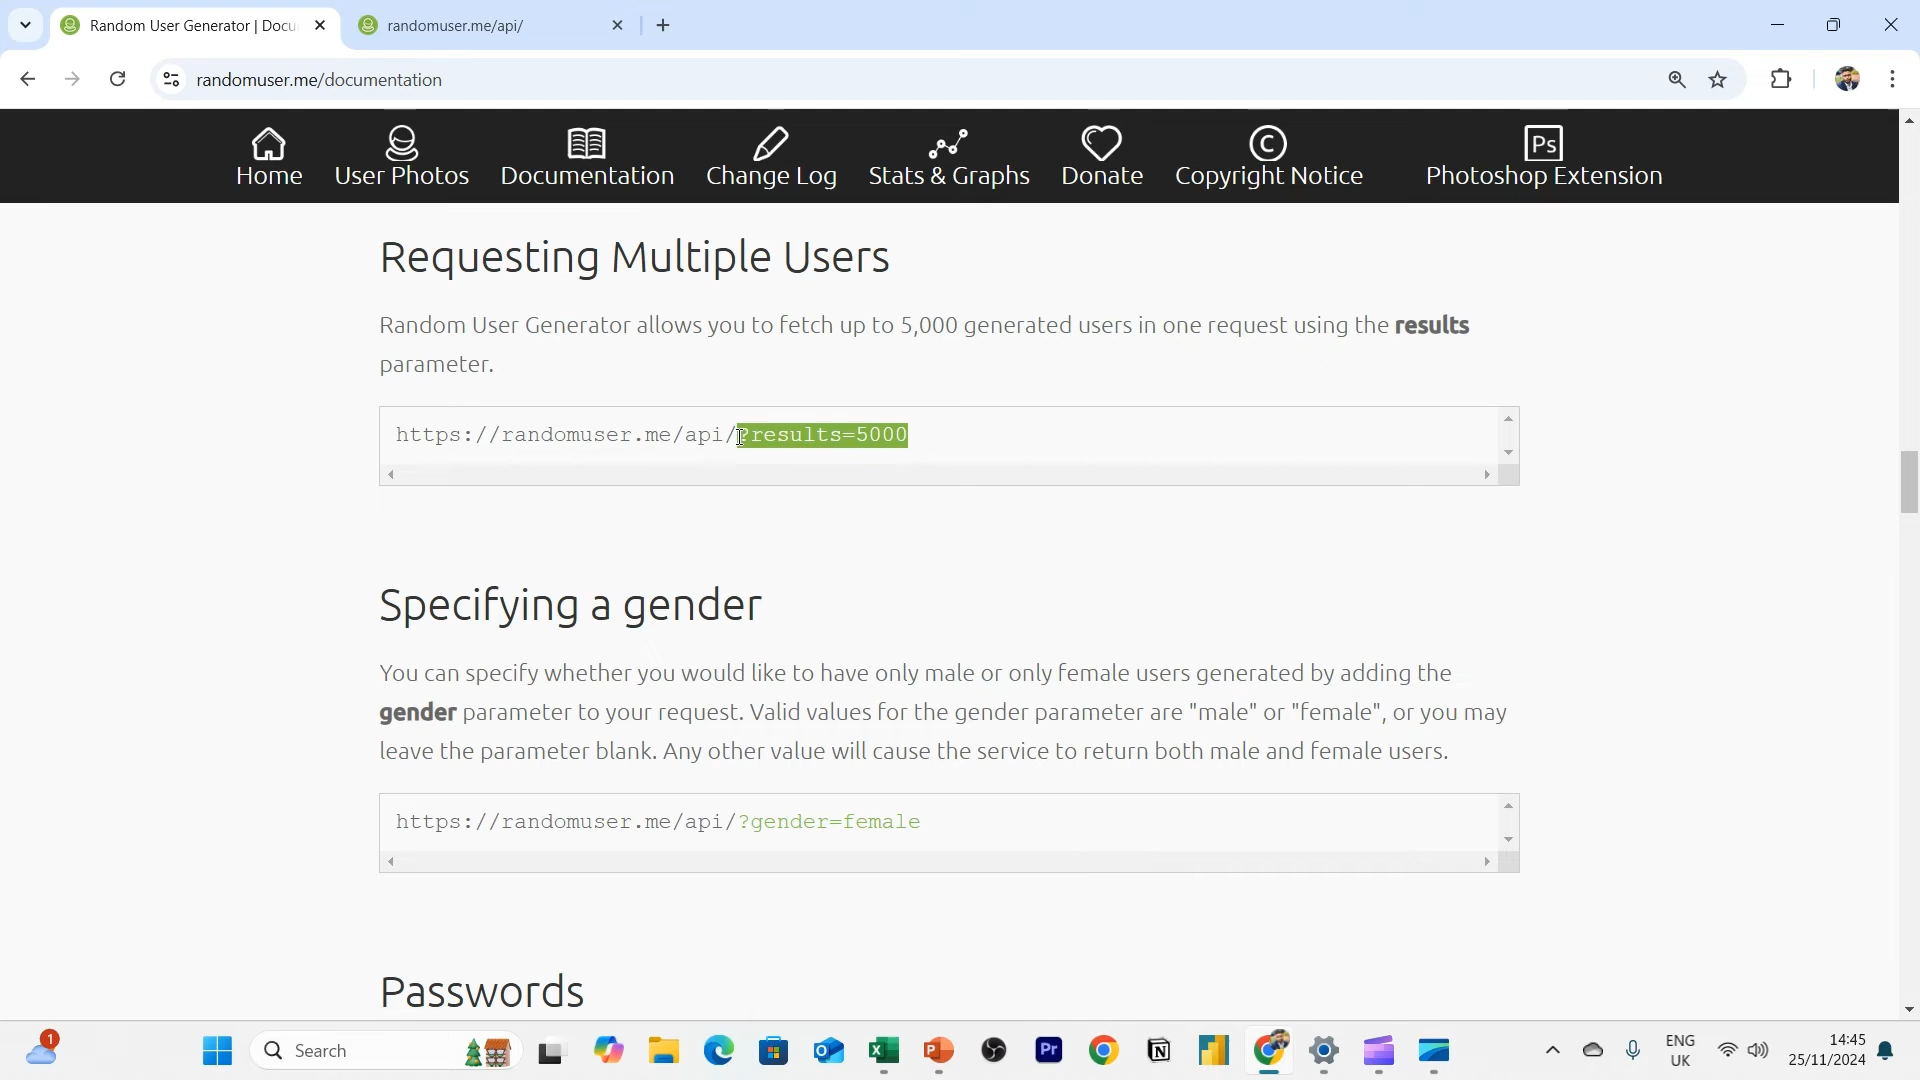 Random User Generator | Docu
randomuser.me/api/
randomuser.me/documentation
Home
User Photos
Documentation
Change Log
Stats & Graphs
Donate
Copyright Notice
Ps
Photoshop Extension
Requesting Multiple Users
Random User Generator allows you to fetch up to 5,000 generated users in one request using the results
parameter.
https://randomuser.me/api/?results=5000
Specifying a gender
You can specify whether you would like to have only male or only female users generated by adding the
gender parameter to your request. Valid values for the gender parameter are "male" or "female", or you may
leave the parameter blank. Any other value will cause the service to return both male and female users.
https://randomuser.me/api/?gender=female
Passwords
1
Search
Pr
ENG
UK
14:45
25/11/2024